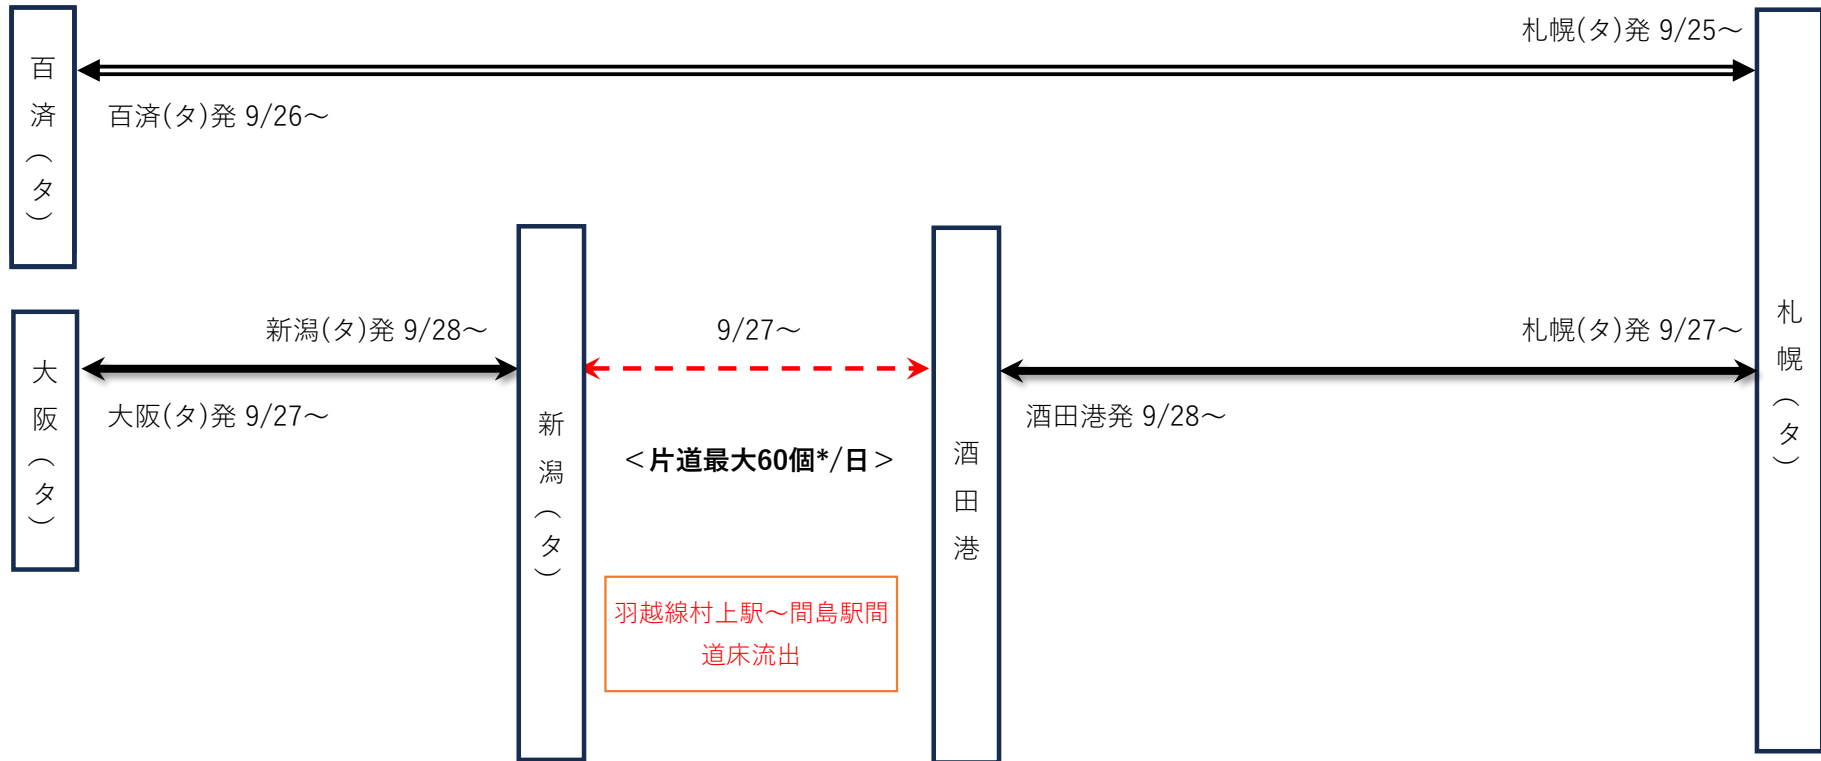 札幌(タ)発 9/25～
百済(タ)
百済(タ)発 9/26～
新潟(タ)発 9/28～
9/27～
札幌(タ)発 9/27～
大阪(タ)
大阪(タ)発 9/27～
酒田港発 9/28～
札幌(タ)
新潟(タ)
＜片道最大60個*/日＞
酒田港
羽越線村上駅～間島駅間
道床流出